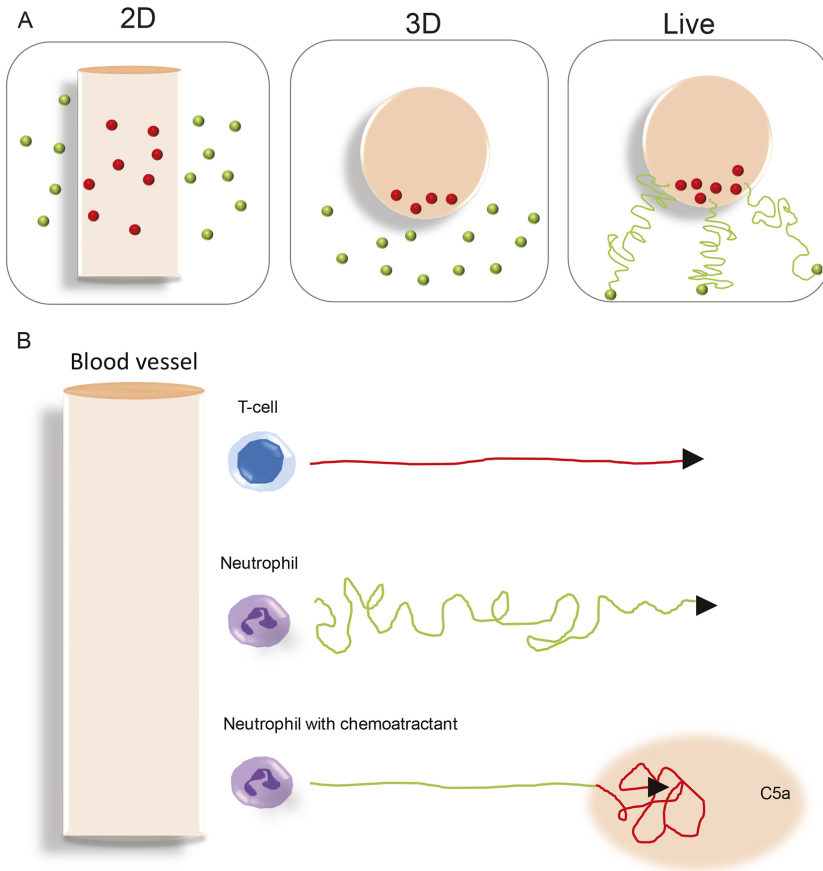 A
2D
3D
Live
B
Blood vessel
T-cell
Neutrophil
Neutrophil with chemoatractant
C5a